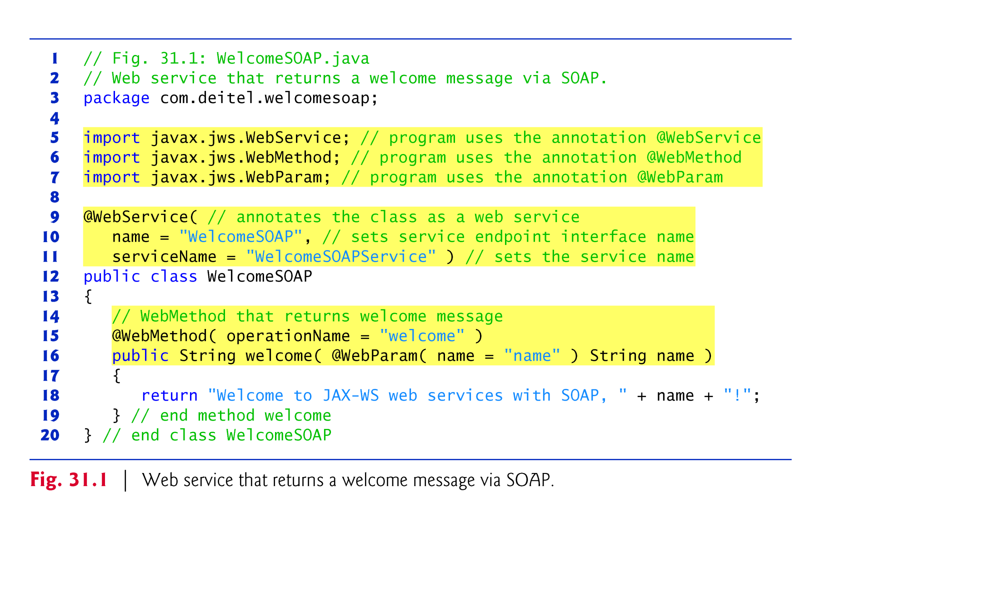 1 // Fig. 31.1: WelcomeSOAP.java
2 // Web service that returns a welcome message via SOAP.
3 package com.deitel.welcomesoap;
4
5 import javax.jws.WebService; // program uses the annotation @WebService
6 import javax.jws.WebMethod; // program uses the annotation @WebMethod
7 import javax.jws.WebParam; // program uses the annotation @WebParam
8
9 @WebService( // annotates the class as a web service
10    name = "WelcomeSOAP", // sets service endpoint interface name
11    serviceName = "WelcomeSOAPService" ) // sets the service name
12 public class WelcomeSOAP
13 {
14    // WebMethod that returns welcome message
15    @WebMethod( operationName = "welcome" )
16    public String welcome( @WebParam( name = "name" ) String name )
17    {
18       return "Welcome to JAX-WS web services with SOAP, " + name + "!";
19    } // end method welcome
20 } // end class WelcomeSOAP
Fig. 31.1 | Web service that returns a welcome message via SOAP.